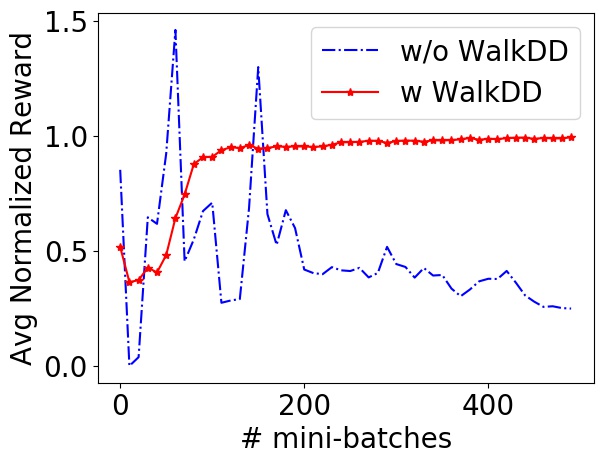 1.5
1.0
0.5
0.0
Avg Normalized Reward
w/o WalkDD
w WalkDD
0 200 400
# mini-batches